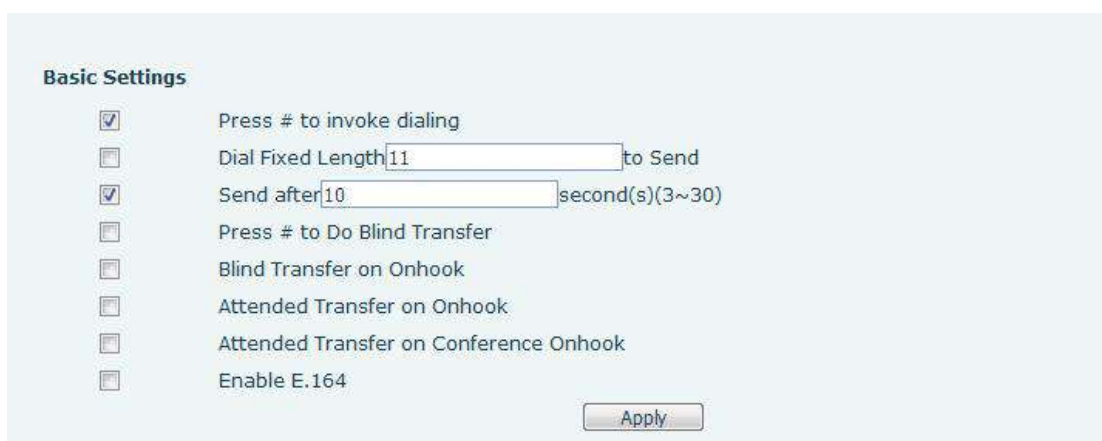 Basic Settings
Press # to invoke dialing
Dial Fixed Length 11 to Send
Send after 10 second(s)(3~30)
Press # to Do Blind Transfer
Blind Transfer on Onhook
Attended Transfer on Onhook
Attended Transfer on Conference Onhook
Enable E.164
Apply